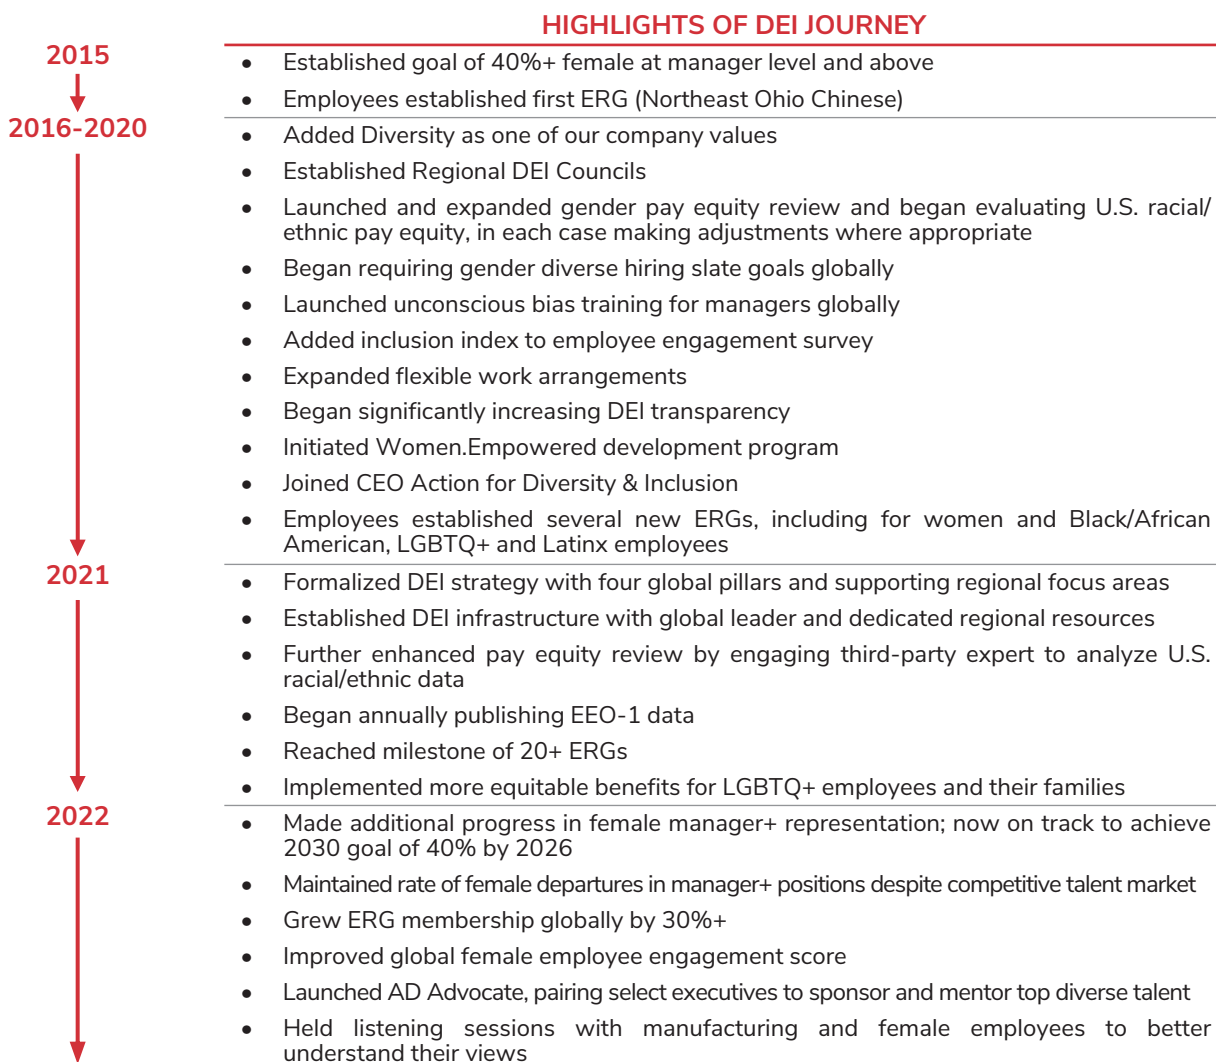 HIGHLIGHTS OF DEI JOURNEY
2015
• Established goal of 40%+ female at manager level and above
• Employees established first ERG (Northeast Ohio Chinese)
2016-2020
• Added Diversity as one of our company values
• Established Regional DEI Councils
• Launched and expanded gender pay equity review and began evaluating U.S. racial/
ethnic pay equity, in each case making adjustments where appropriate
• Began requiring gender diverse hiring slate goals globally
• Launched unconscious bias training for managers globally
• Added inclusion index to employee engagement survey
• Expanded flexible work arrangements
• Began significantly increasing DEI transparency
• Initiated Women.Empowered development program
• Joined CEO Action for Diversity & Inclusion
• Employees established several new ERGs, including for women and Black/African
American, LGBTQ+ and Latinx employees
2021
• Formalized DEI strategy with four global pillars and supporting regional focus areas
• Established DEI infrastructure with global leader and dedicated regional resources
• Further enhanced pay equity review by engaging third-party expert to analyze U.S.
racial/ethnic data
• Began annually publishing EEO-1 data
• Reached milestone of 20+ ERGs
• Implemented more equitable benefits for LGBTQ+ employees and their families
2022
• Made additional progress in female manager+ representation; now on track to achieve
2030 goal of 40% by 2026
• Maintained rate of female departures in manager+ positions despite competitive talent market
• Grew ERG membership globally by 30%+
• Improved global female employee engagement score
• Launched AD Advocate, pairing select executives to sponsor and mentor top diverse talent
• Held listening sessions with manufacturing and female employees to better
understand their views